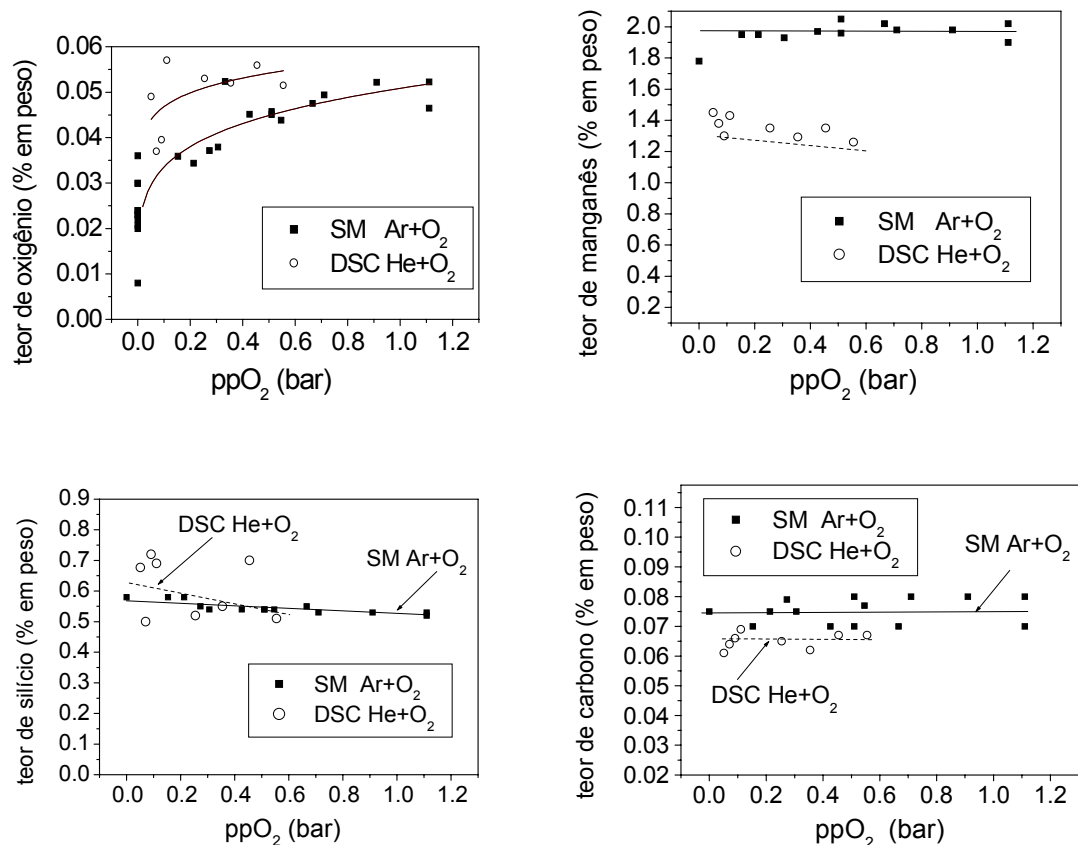 teor de oxigênio (% em peso)
0.06
0.05
0.04
0.03
0.02
0.01
0.00
SM Ar+O₂
DSC He+O₂
0.0 0.2 0.4 0.6 0.8 1.0 1.2
ppO₂ (bar)
teor de manganês (% em peso)
2.0
1.8
1.6
1.4
1.2
1.0
0.8
0.6
0.4
0.2
SM Ar+O₂
DSC He+O₂
0.0 0.2 0.4 0.6 0.8 1.0 1.2
ppO₂ (bar)
teor de silício (% em peso)
0.9
0.8
0.7
0.6
0.5
0.4
0.3
0.2
0.1
0.0
DSC He+O₂
SM Ar+O₂
SM Ar+O₂
DSC He+O₂
0.0 0.2 0.4 0.6 0.8 1.0 1.2
ppO₂ (bar)
teor de carbono (% em peso)
0.11
0.10
0.09
0.08
0.07
0.06
0.05
0.04
0.03
0.02
SM Ar+O₂
DSC He+O₂
SM Ar+O₂
DSC He+O₂
0.0 0.2 0.4 0.6 0.8 1.0 1.2
ppO₂ (bar)